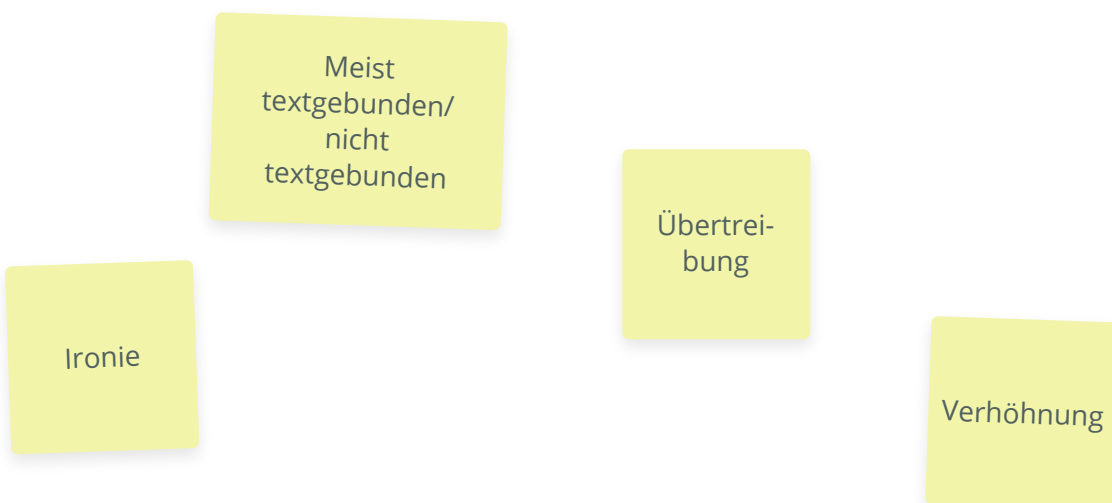 Meist
textgebunden/
nicht
textgebunden
Übertrei-
bung
Ironie
Verhöhnung